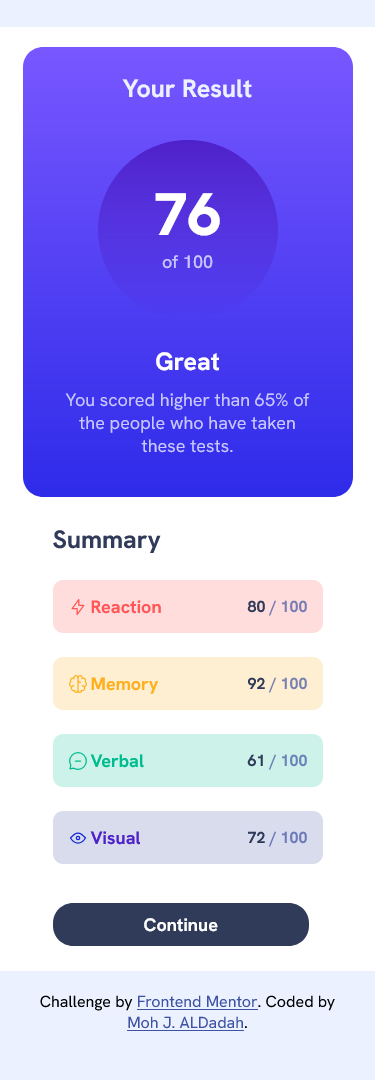 Your Result
76
of 100
Great
You scored higher than 65% of
the people who have taken
these tests.
Summary
Reaction 80 / 100
Memory 92 / 100
Verbal 61 / 100
Visual 72 / 100
Continue
Challenge by Frontend Mentor. Coded by
Moh J. ALDadah.